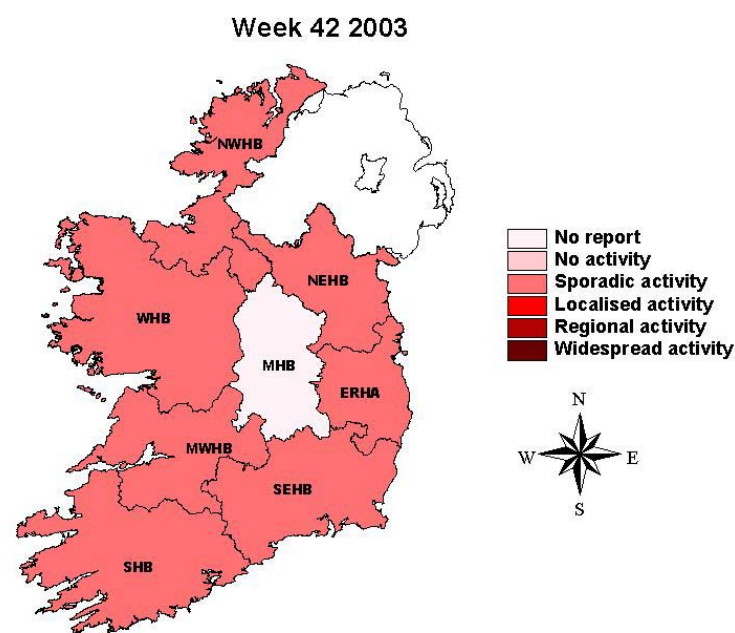 Week 42 2003
NWHB
NEHB
WHB
MHB
ERHA
MWHB
SEHB
SHB
No report
No activity
Sporadic activity
Localised activity
Regional activity
Widespread activity
N
W E
S